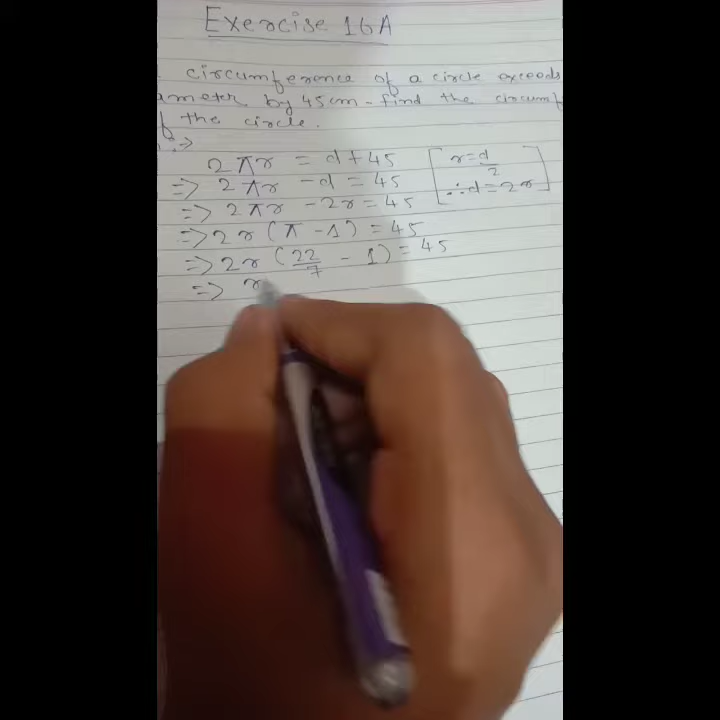 Exercise 16A
circumference of a circle exceeds
ameter by 45cm - find the circumf
f the circle.
:=>
2πr = d+45 [r=d/2
=> 2πr - d = 45 ∴d=2r]
=> 2πr - 2r = 45
=> 2r (π - 1) = 45
=> 2r (22/7 - 1) = 45
=> r